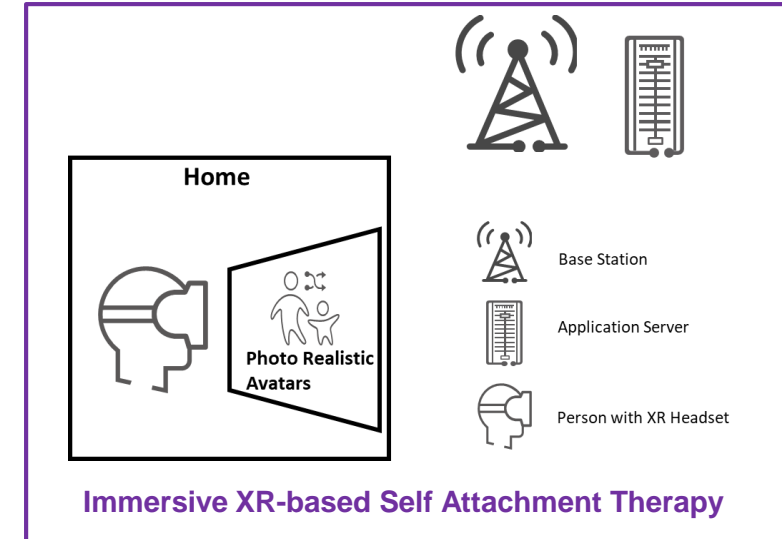 Home
Photo Realistic
Avatars
Base Station
Application Server
Person with XR Headset
Immersive XR-based Self Attachment Therapy